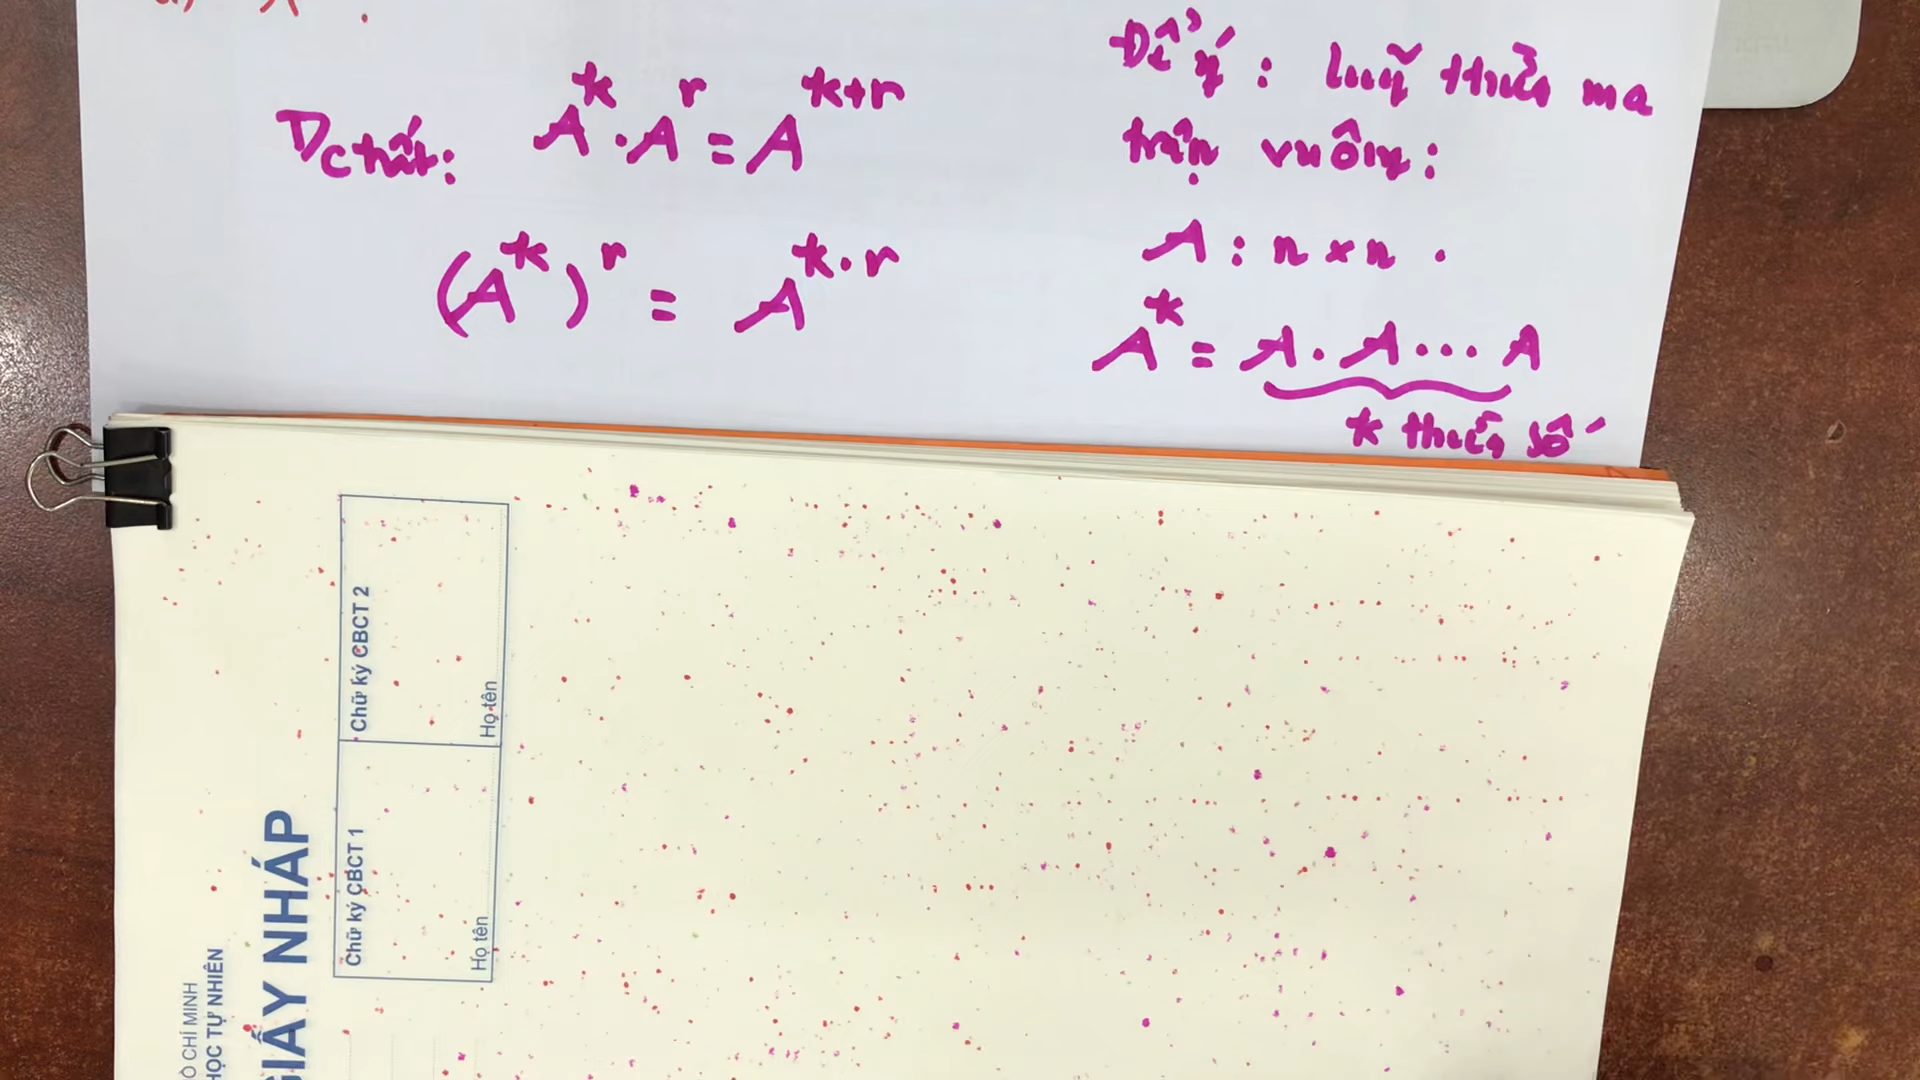 Dchất: A^k . A^r = A^{k+r}
(A^k)^r = A^{k.r}
Để ý: luỹ thừa ma
trận vuông:
A : n × n .
A^k = A . A ... A
k thừa số
Chữ ký CBCT 2
Họ tên
Chữ ký CBCT 1
Họ tên
GIẤY NHÁP
HỌC TỰ NHIÊN
CHÍ MINH